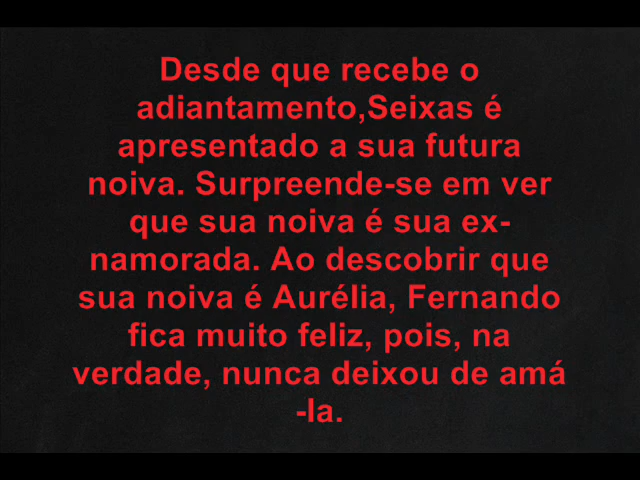 Desde que recebe o
adiantamento,Seixas é
apresentado a sua futura
noiva. Surpreende-se em ver
que sua noiva é sua ex-
namorada. Ao descobrir que
sua noiva é Aurélia, Fernando
fica muito feliz, pois, na
verdade, nunca deixou de amá
-la.